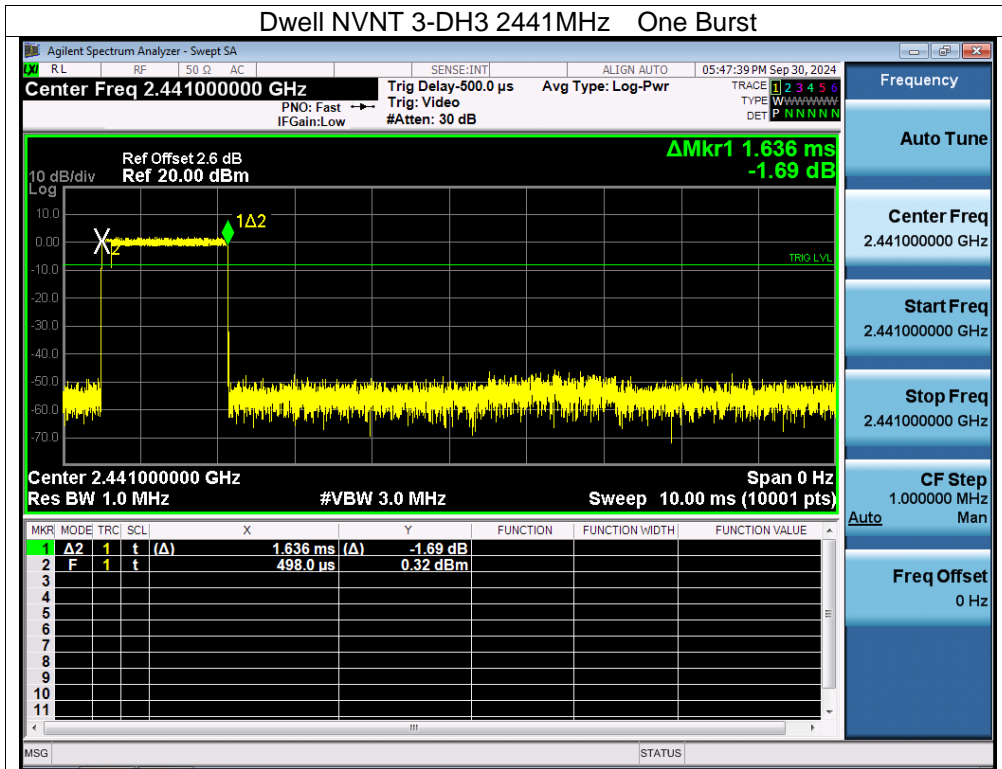 Dwell NVNT 3-DH3 2441MHz One Burst
Agilent Spectrum Analyzer - Swept SA
LXI RL RF 50 Ω AC SENSE:INT ALIGN AUTO 05:47:39 PM Sep 30, 2024
Center Freq 2.441000000 GHz
PNO: Fast
IFGain:Low
Trig Delay-500.0 µs
Trig: Video
#Atten: 30 dB
Avg Type: Log-Pwr
TRACE 1 2 3 4 5 6
TYPE WWWWWW
DET P N N N N N
Frequency
Auto Tune
Center Freq
2.441000000 GHz
Start Freq
2.441000000 GHz
Stop Freq
2.441000000 GHz
CF Step
1.000000 MHz
Auto Man
Freq Offset
0 Hz
ΔMkr1 1.636 ms
-1.69 dB
Ref Offset 2.6 dB
10 dB/div Ref 20.00 dBm
Log
10.0
0.00
-10.0
-20.0
-30.0
-40.0
-50.0
-60.0
-70.0
1Δ2
2
TRIG LVL
Center 2.441000000 GHz Span 0 Hz
Res BW 1.0 MHz #VBW 3.0 MHz Sweep 10.00 ms (10001 pts)
MKR MODE TRC SCL X Y FUNCTION FUNCTION WIDTH FUNCTION VALUE
1 Δ2 1 t (Δ) 1.636 ms (Δ) -1.69 dB
2 F 1 t 498.0 µs 0.32 dBm
3
4
5
6
7
8
9
10
11
MSG STATUS